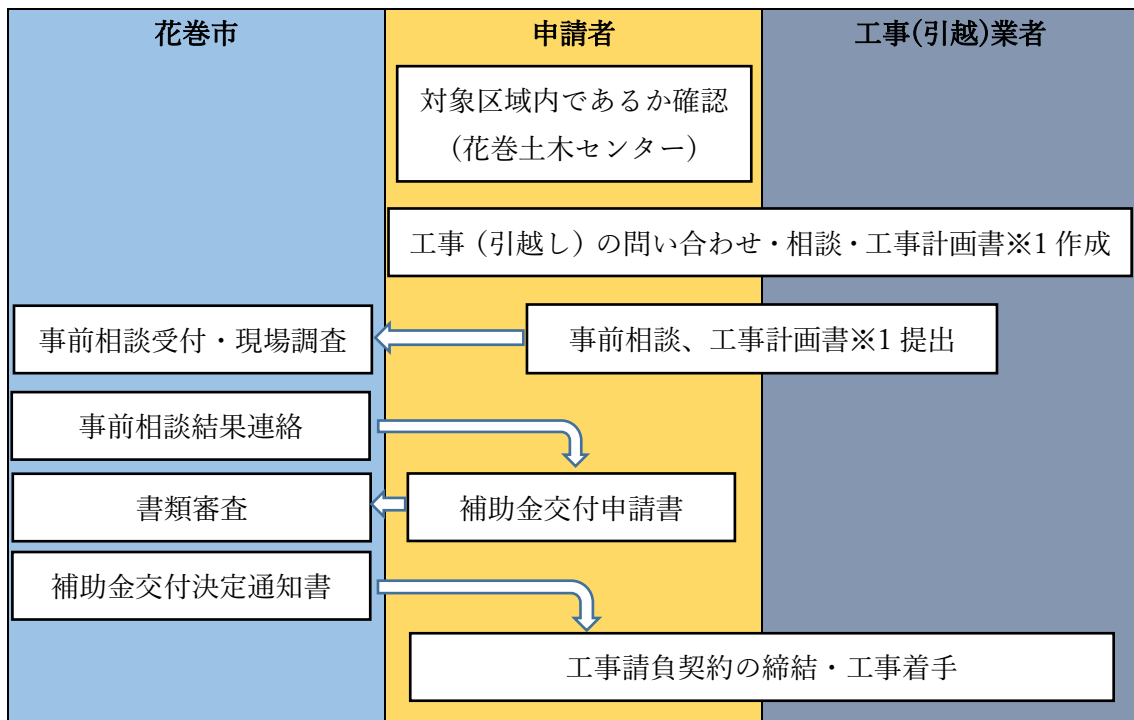 花巻市
申請者
工事(引越)業者
対象区域内であるか確認
(花巻土木センター)
工事（引越し）の問い合わせ・相談・工事計画書※1 作成
事前相談受付・現場調査
事前相談、工事計画書※1 提出
事前相談結果連絡
書類審査
補助金交付申請書
補助金交付決定通知書
工事請負契約の締結・工事着手